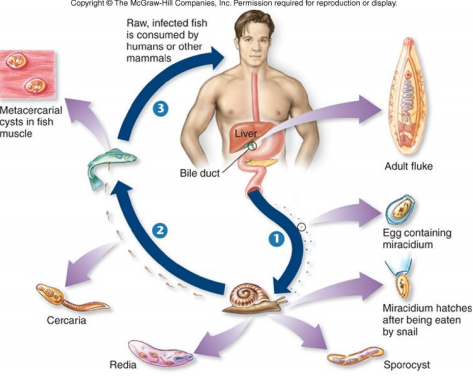 Copyright © The McGraw-Hill Companies, Inc. Permission required for reproduction or display.
Raw, infected fish
is consumed by
humans or other
mammals
3
Metacercarial
cysts in fish
muscle
Liver
Bile duct
Adult fluke
1
2
Egg containing
miracidium
Miracidium hatches
after being eaten
by snail
Cercaria
Redia
Sporocyst